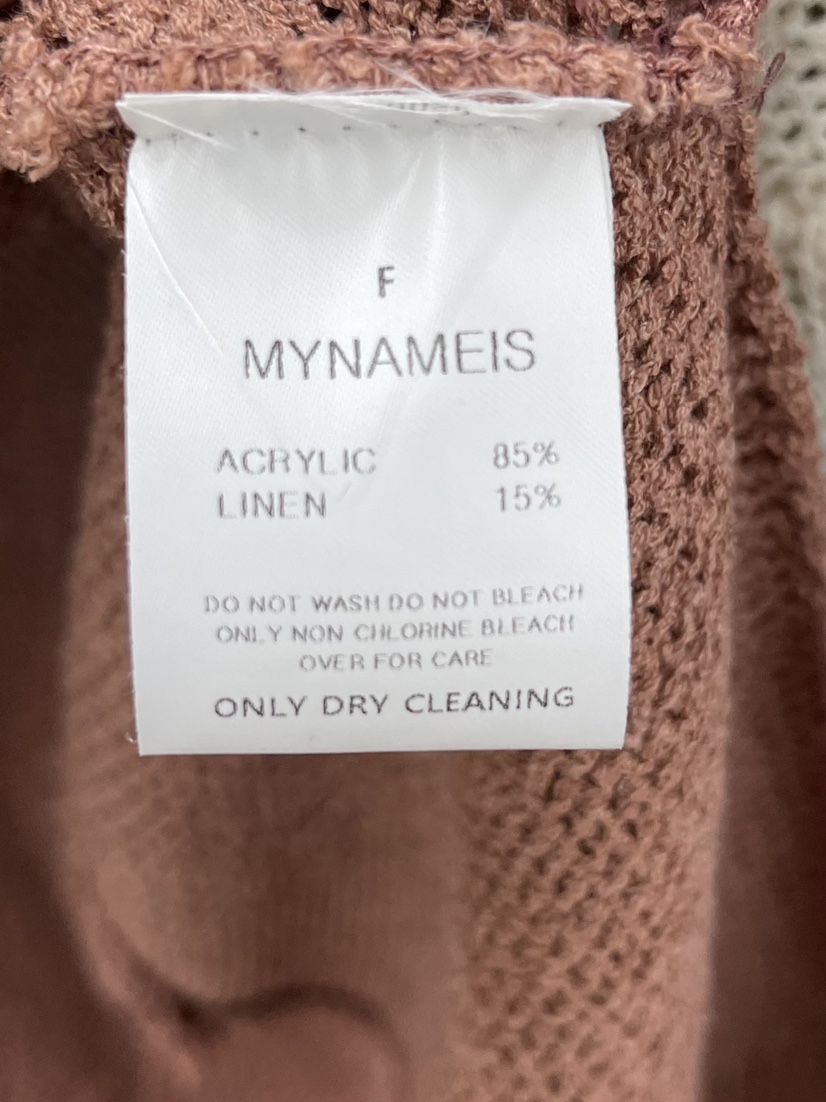 F
MYNAMEIS
ACRYLIC 85%
LINEN 15%
DO NOT WASH DO NOT BLEACH
ONLY NON CHLORINE BLEACH
OVER FOR CARE
ONLY DRY CLEANING